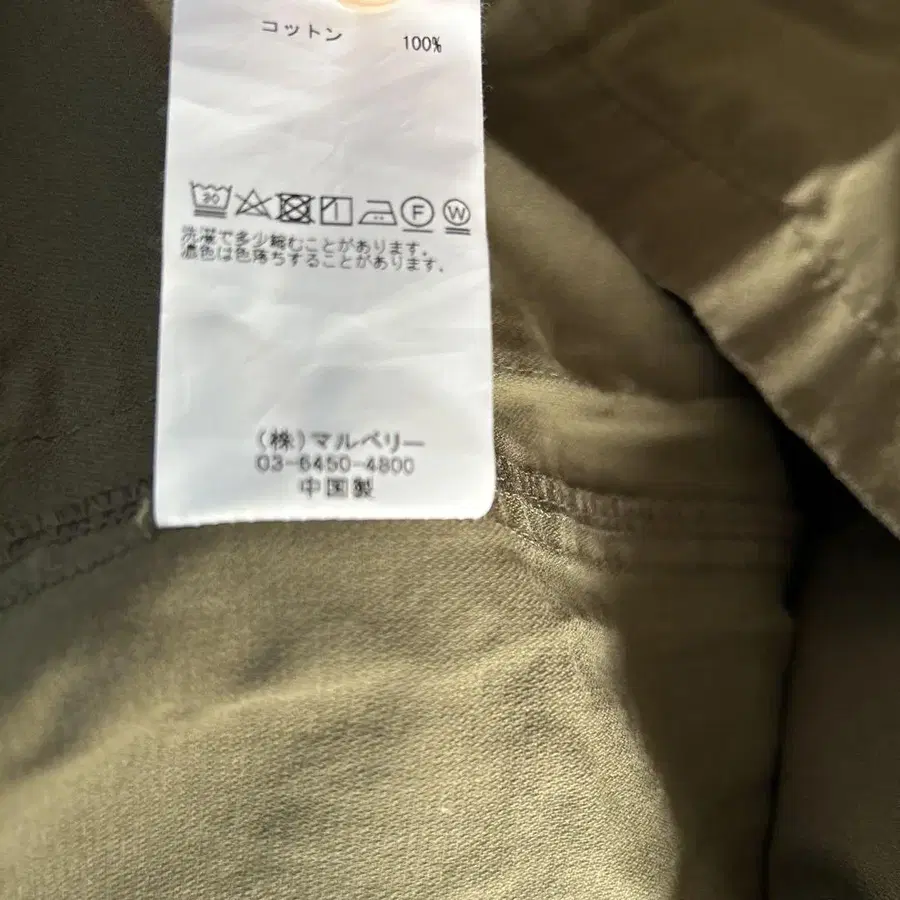 コットン 100%
30 F W
洗濯で多少縮むことがあります。
濃色は色落ちすることがあります。
(株)マルベリー
03-6450-4800
中国製